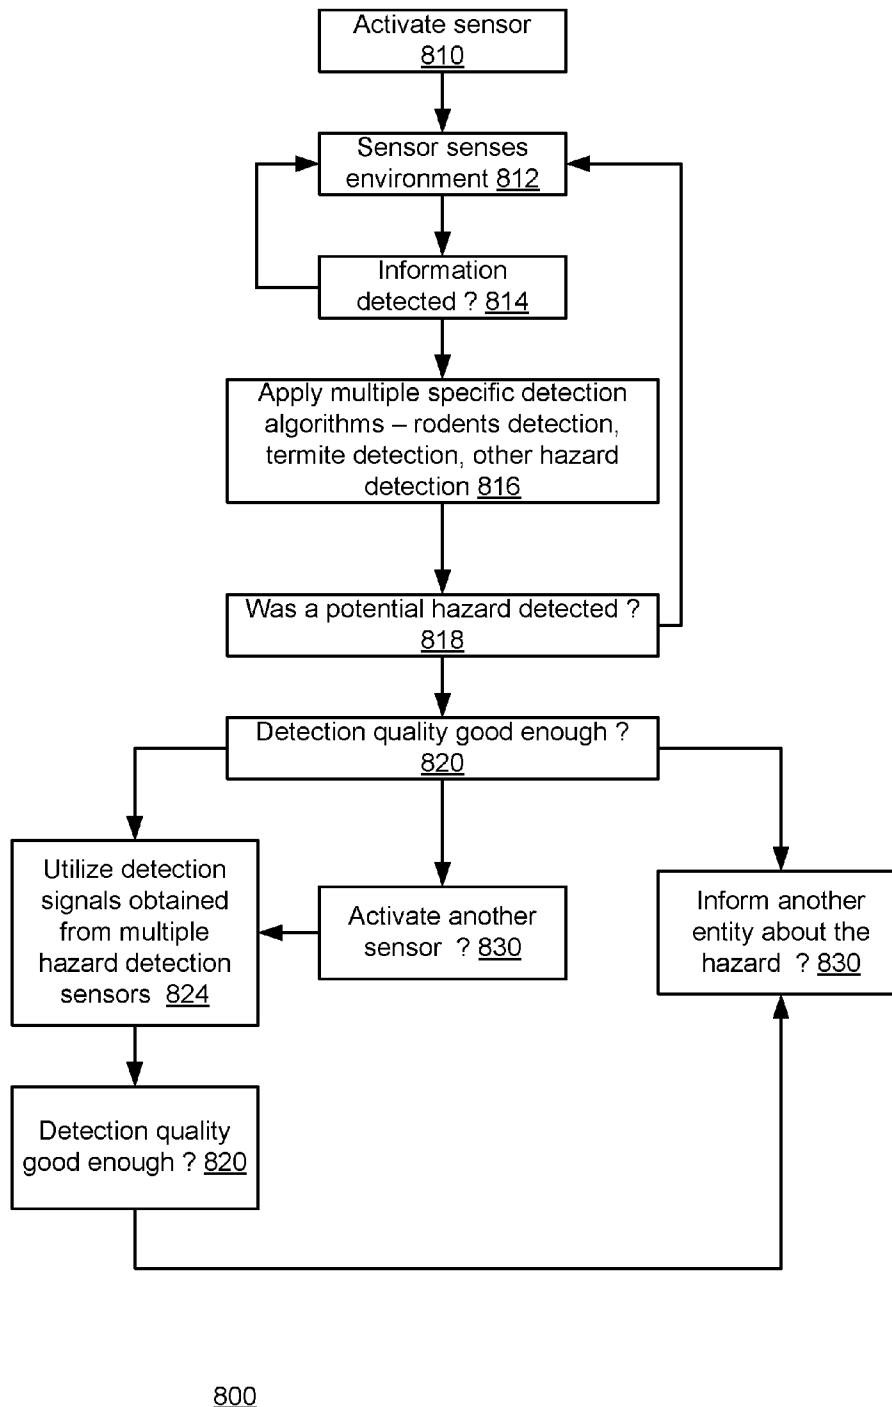 Activate sensor
810
Sensor senses
environment 812
Information
detected ? 814
Apply multiple specific detection
algorithms – rodents detection,
termite detection, other hazard
detection 816
Was a potential hazard detected ?
818
Detection quality good enough ?
820
Utilize detection
signals obtained
from multiple
hazard detection
sensors 824
Activate another
sensor ? 830
Inform another
entity about the
hazard ? 830
Detection quality
good enough ? 820
800